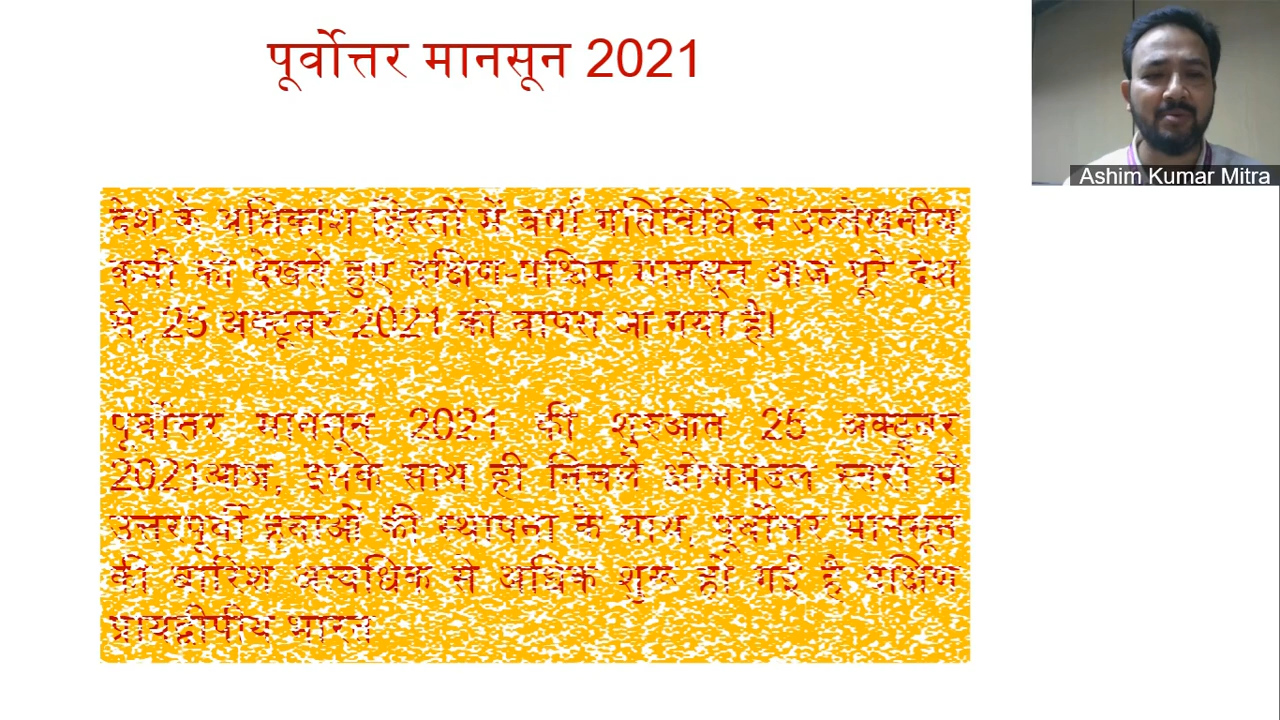 पूर्वोत्तर मानसून 2021
Ashim Kumar Mitra
देश के अधिकांश हिस्सों में वर्षा गतिविधि में उल्लेखनीय
कमी को देखते हुए दक्षिण-पश्चिम मानसून आज पूरे देश
से, 25 अक्टूबर 2021 को वापस आ गया है।
पूर्वोत्तर मानसून 2021 की शुरुआत 25 अक्टूबर
2021आज, इसके साथ ही निचले क्षोभमंडल स्तरों में
उत्तरपूर्वी हवाओं की स्थापना के साथ, पूर्वोत्तर मानसून
की बारिश से अधिक शुरू हो गई है दक्षिण
प्रायद्वीपीय भारत